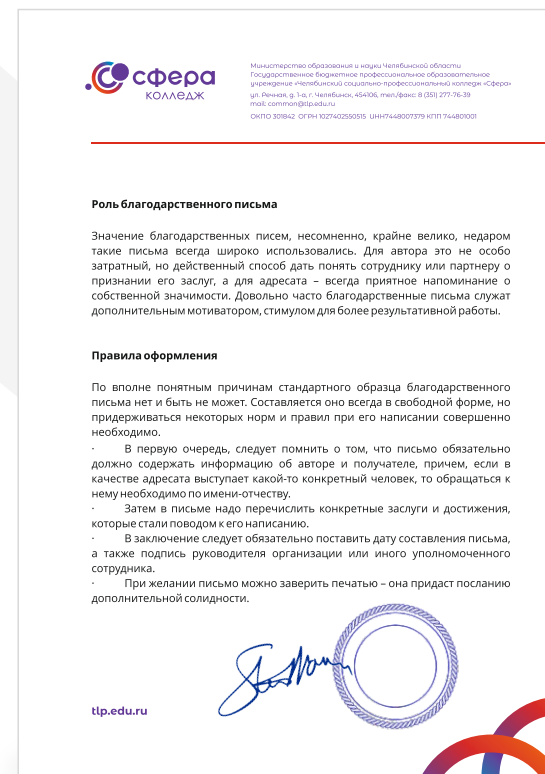 сфера
колледж
Министерство образования и науки Челябинской области
Государственное бюджетное профессиональное образовательное
учреждение «Челябинский социально-профессиональный колледж «Сфера»
ул. Речная, д. 1-а, г. Челябинск, 454106, тел./факс: 8 (351) 277-76-39
mail: common@tlp.edu.ru
ОКПО 301842 ОГРН 1027402550515 ИНН7448007379 КПП 744801001
Роль благодарственного письма
Значение благодарственных писем, несомненно, крайне велико, недаром
такие письма всегда широко использовались. Для автора это не особо
затратный, но действенный способ дать понять сотруднику или партнеру о
признании его заслуг, а для адресата – всегда приятное напоминание о
собственной значимости. Довольно часто благодарственные письма служат
дополнительным мотиватором, стимулом для более результативной работы.
Правила оформления
По вполне понятным причинам стандартного образца благодарственного
письма нет и быть не может. Составляется оно всегда в свободной форме, но
придерживаться некоторых норм и правил при его написании совершенно
необходимо.
· В первую очередь, следует помнить о том, что письмо обязательно
должно содержать информацию об авторе и получателе, причем, если в
качестве адресата выступает какой-то конкретный человек, то обращаться к
нему необходимо по имени-отчеству.
· Затем в письме надо перечислить конкретные заслуги и достижения,
которые стали поводом к его написанию.
· В заключение следует обязательно поставить дату составления письма,
а также подпись руководителя организации или иного уполномоченного
сотрудника.
· При желании письмо можно заверить печатью – она придаст посланию
дополнительной солидности.
tlp.edu.ru